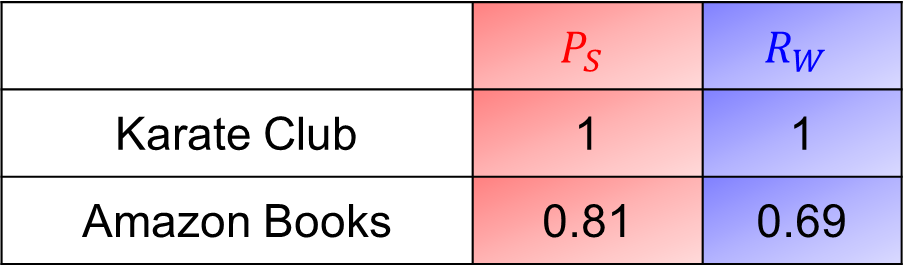 P_S R_W
Karate Club 1 1
Amazon Books 0.81 0.69